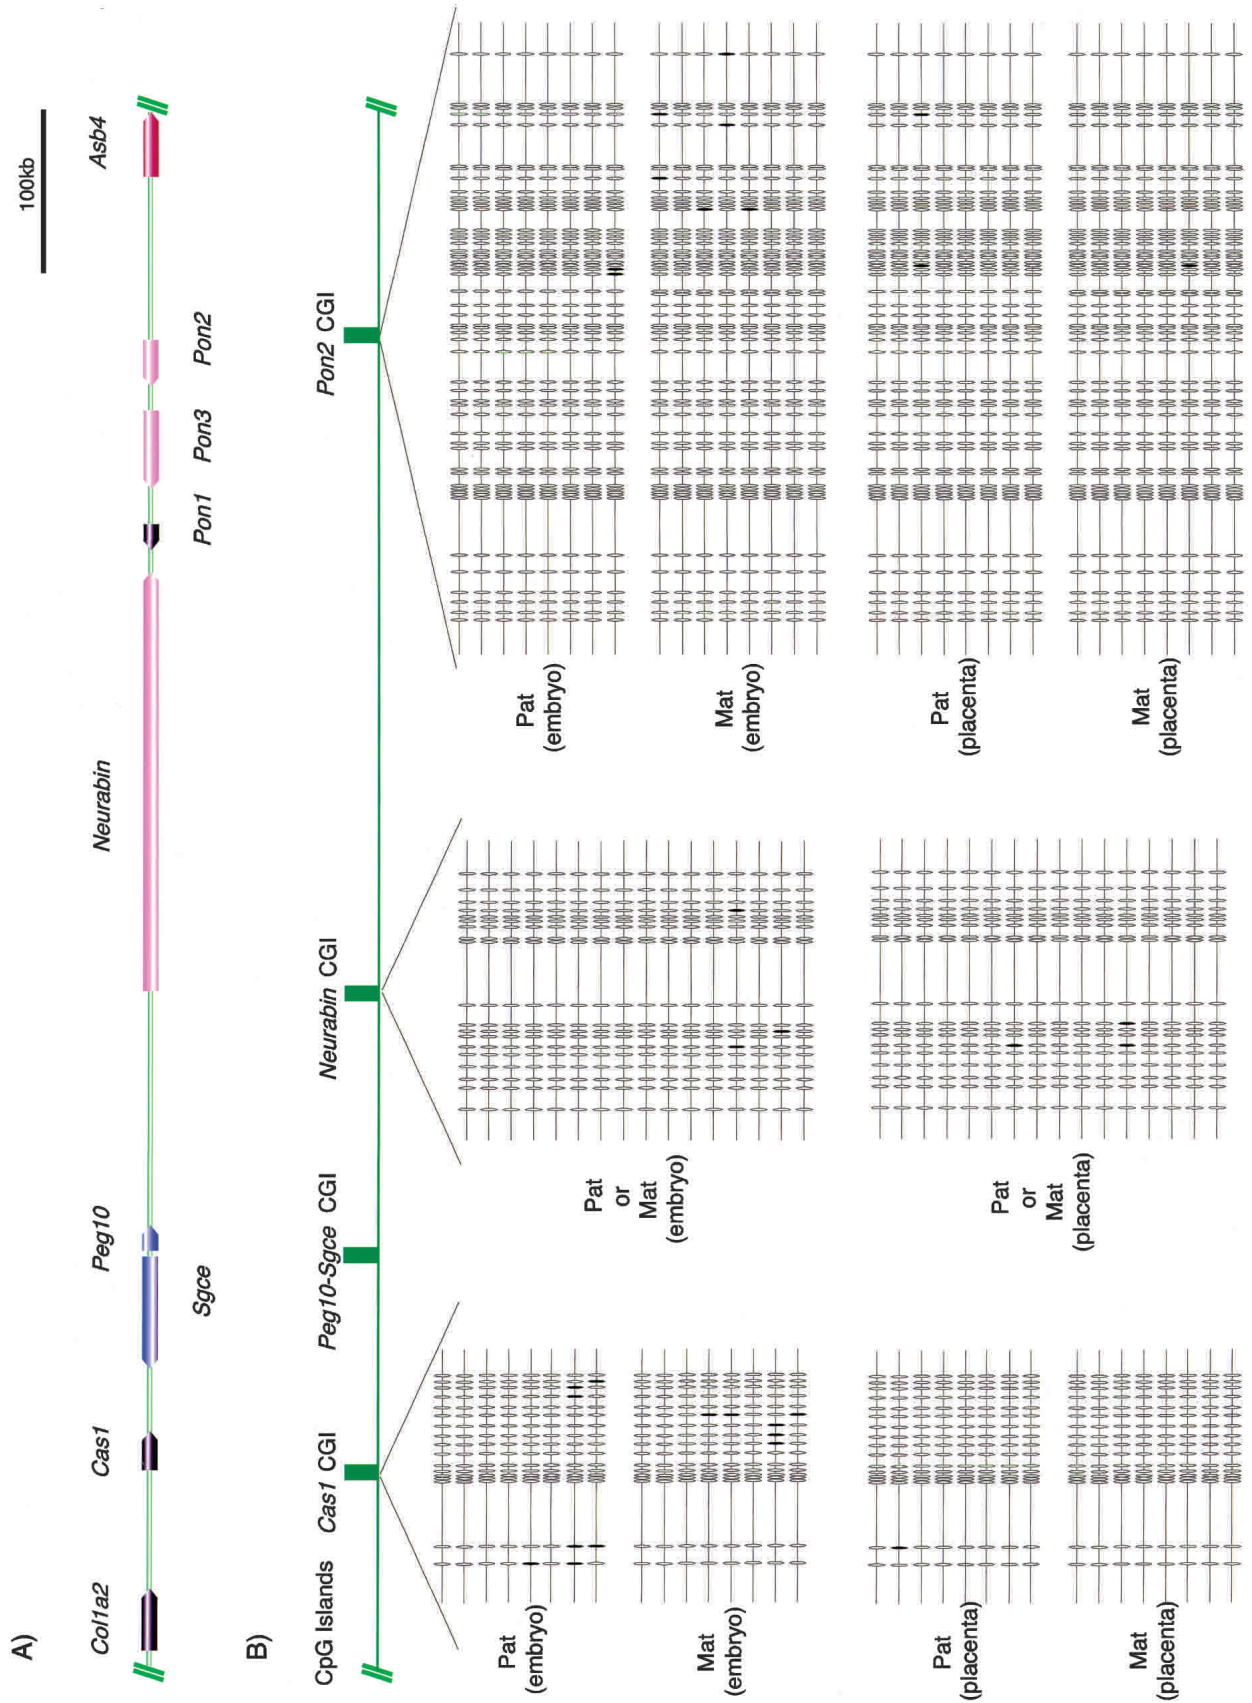 A)
100kb
Col1a2
Cas1
Peg10
Sgce
Neurabin
Pon1
Pon3
Pon2
Asb4
B)
CpG Islands
Cas1 CGI
Peg10-Sgce CGI
Neurabin CGI
Pon2 CGI
Pat
(embryo)
Mat
(embryo)
Pat
(placenta)
Mat
(placenta)
Pat
or
Mat
(embryo)
Pat
or
Mat
(placenta)
Pat
(embryo)
Mat
(embryo)
Pat
(placenta)
Mat
(placenta)